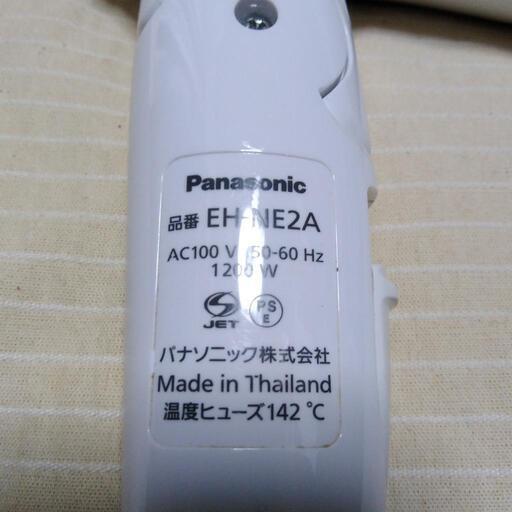 Panasonic
品番 EH-NE2A
AC100 V 50-60 Hz
1200 W
S JET PS E
パナソニック株式会社
Made in Thailand
温度ヒューズ142 ℃